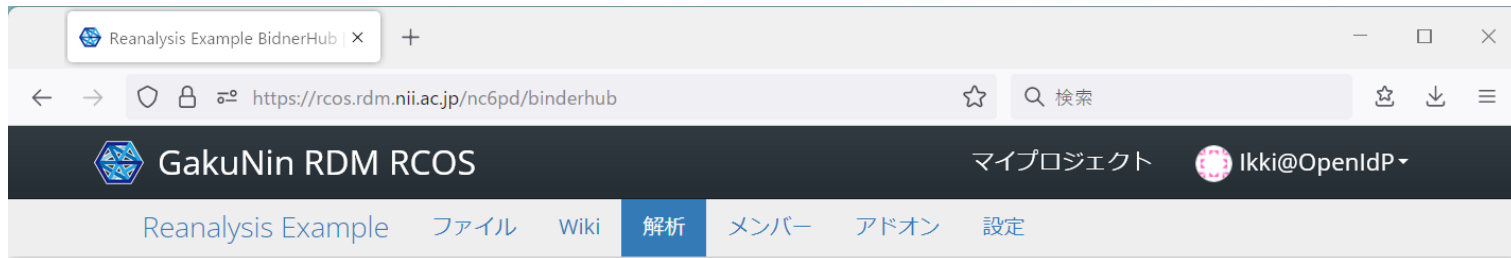 Reanalysis Example BidnerHub |
https://rcos.rdm.nii.ac.jp/nc6pd/binderhub 検索
GakuNin RDM RCOS マイプロジェクト Ikki@OpenIdP
Reanalysis Example ファイル Wiki 解析 メンバー アドオン 設定